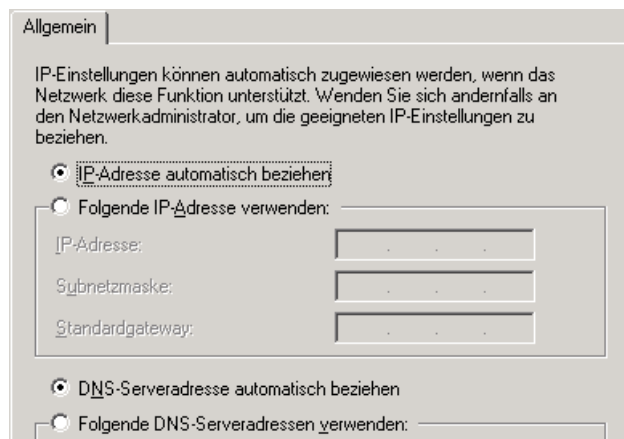 Allgemein
IP-Einstellungen können automatisch zugewiesen werden, wenn das
Netzwerk diese Funktion unterstützt. Wenden Sie sich andernfalls an
den Netzwerkadministrator, um die geeigneten IP-Einstellungen zu
beziehen.
IP-Adresse automatisch beziehen
Folgende IP-Adresse verwenden:
IP-Adresse:
Subnetzmaske:
Standardgateway:
DNS-Serveradresse automatisch beziehen
Folgende DNS-Serveradressen verwenden: